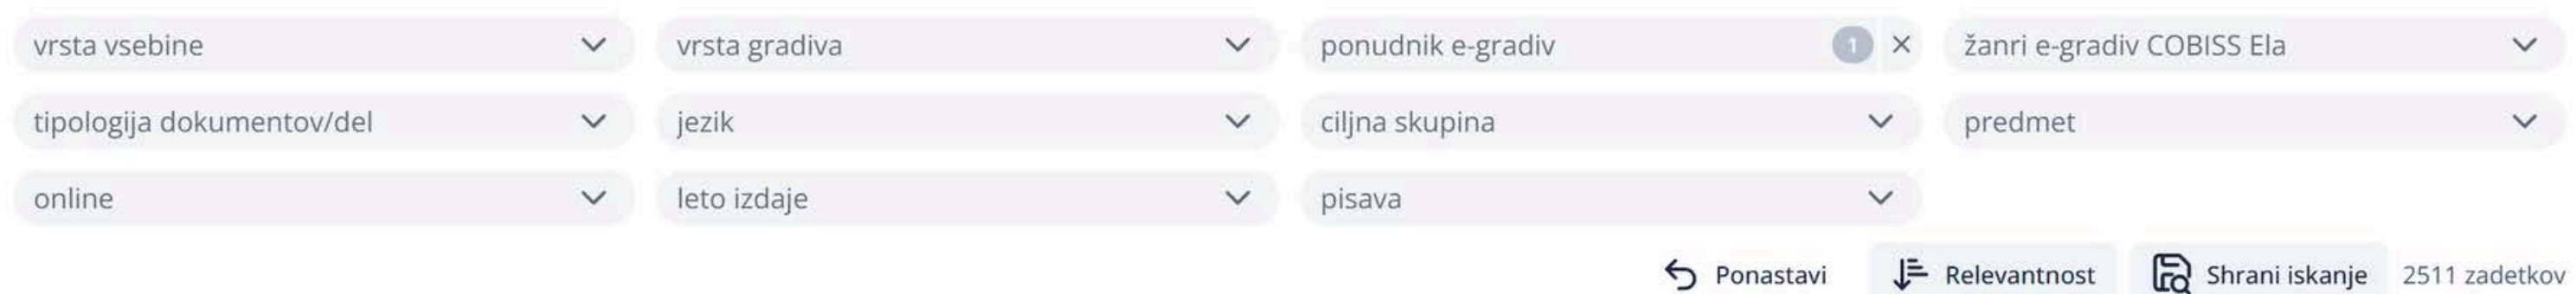 vrsta vsebine vrsta gradiva ponudnik e-gradiv 1 žanri e-gradiv COBISS Ela
tipologija dokumentov/del jezik ciljna skupina predmet
online leto izdaje pisava
Ponastavi Relevantnost Shrani iskanje 2511 zadetkov